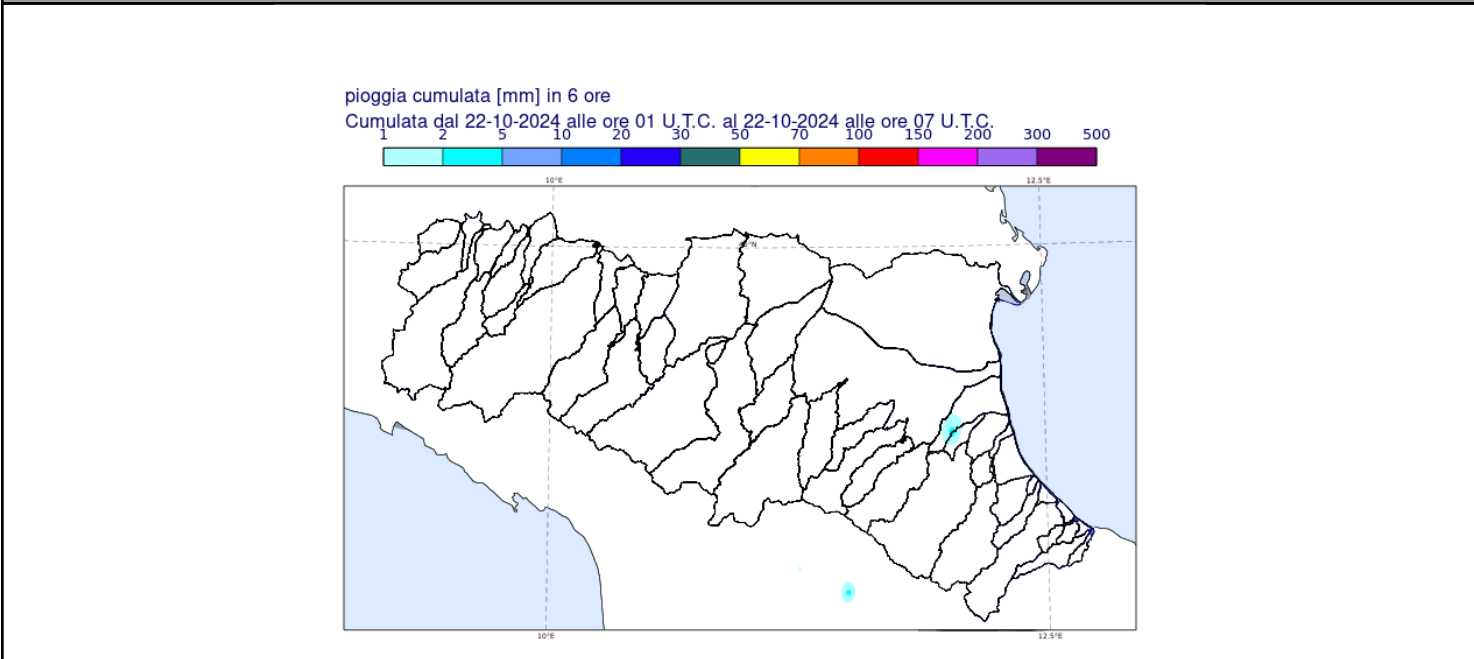 pioggia cumulata [mm] in 6 ore
Cumulata dal 22-10-2024 alle ore 01 U.T.C. al 22-10-2024 alle ore 07 U.T.C.
1 2 5 10 20 30 50 70 100 150 200 300 500
10°E 12.5°E
10°E 12.5°E